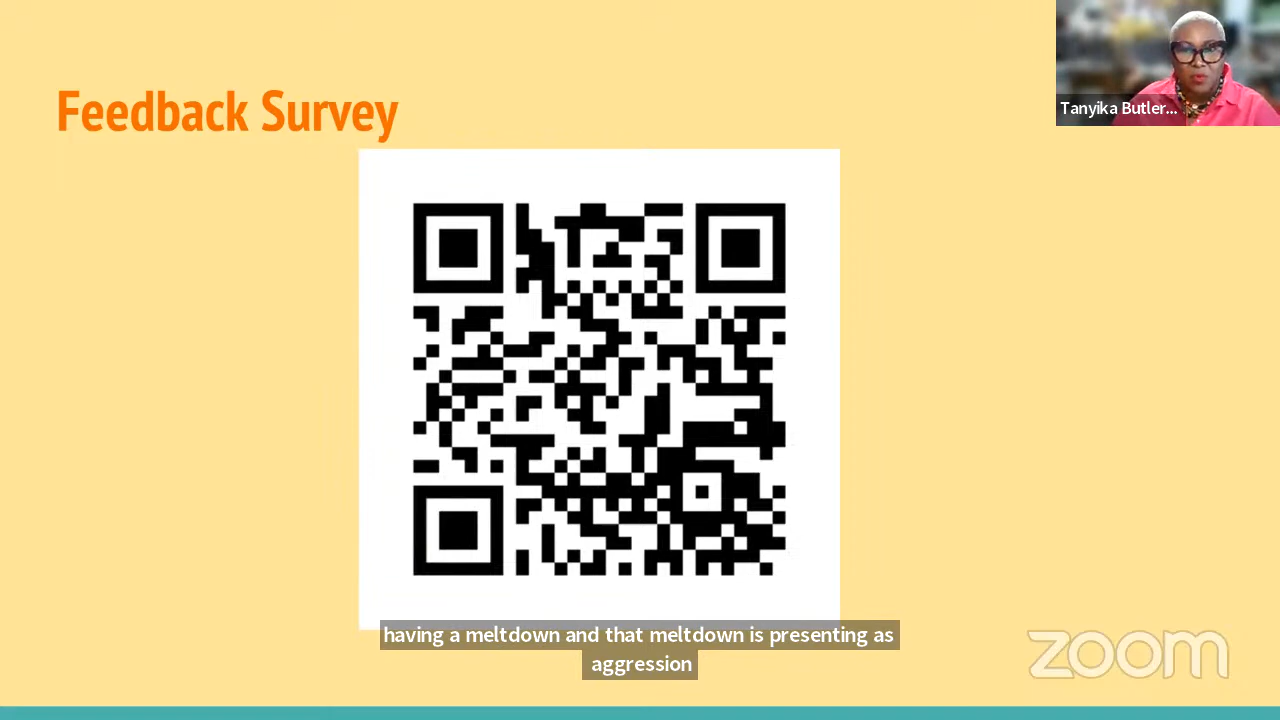 Feedback Survey
Tanyika Butler...
having a meltdown and that meltdown is presenting as
aggression
zoom